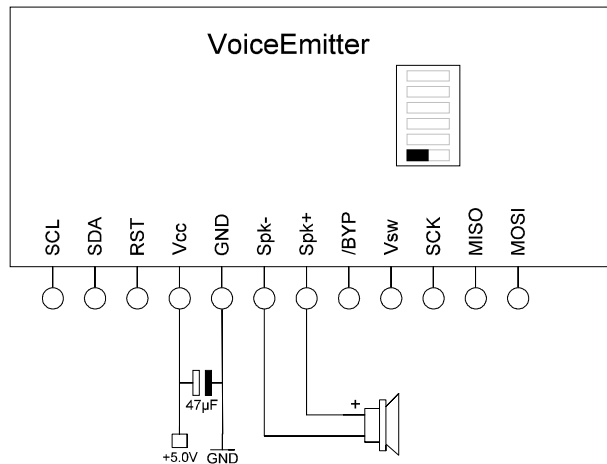 VoiceEmitter
SCL
SDA
RST
Vcc
GND
Spk-
Spk+
/BYP
Vsw
SCK
MISO
MOSI
47µF
+
+5.0V
GND